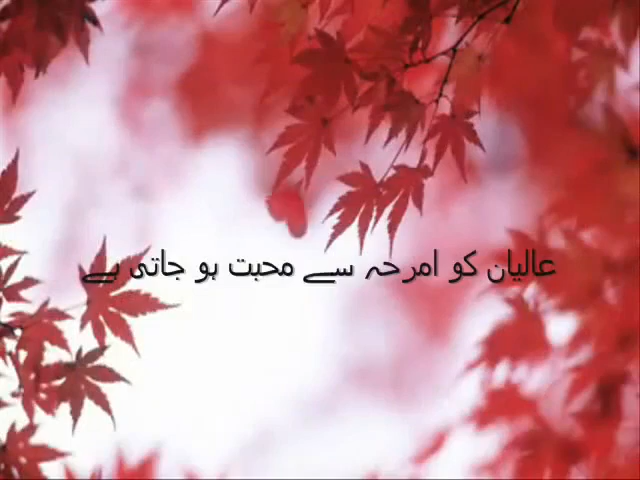 عالیان کو امرحہ سے محبت ہو جاتی ہے